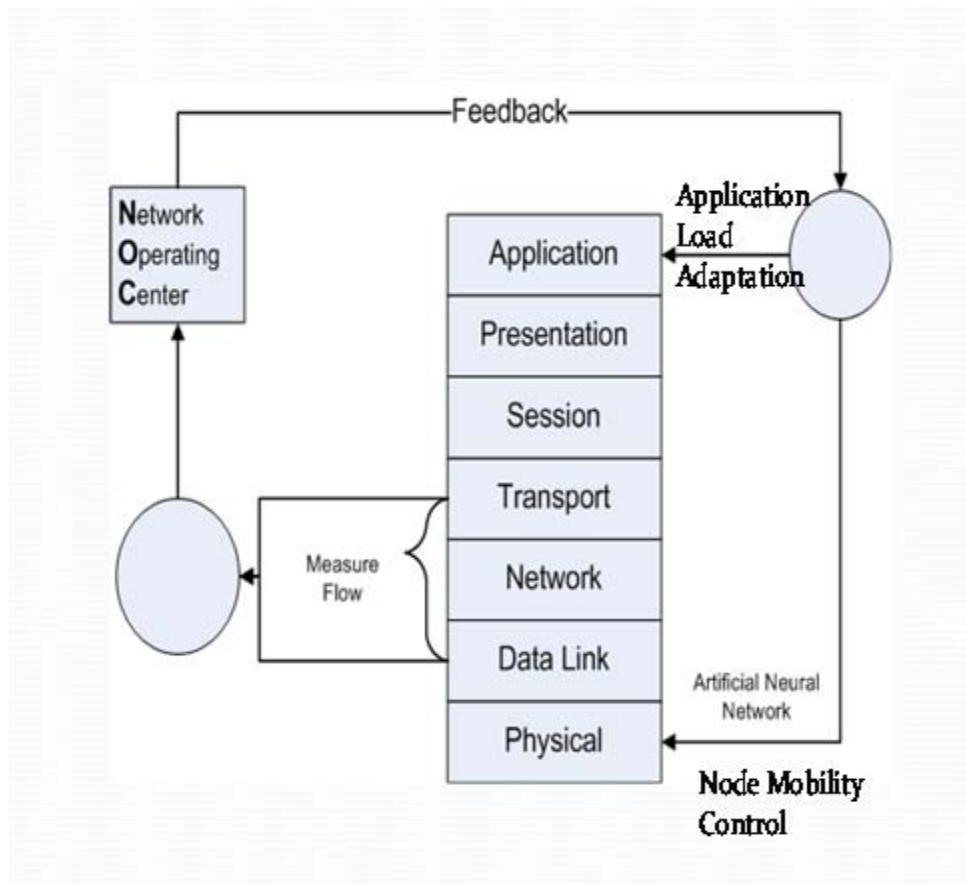 Feedback
Network
Operating
Center
Application
Load
Adaptation
Application
Presentation
Session
Transport
Network
Data Link
Physical
Measure
Flow
Artificial Neural
Network
Node Mobility
Control